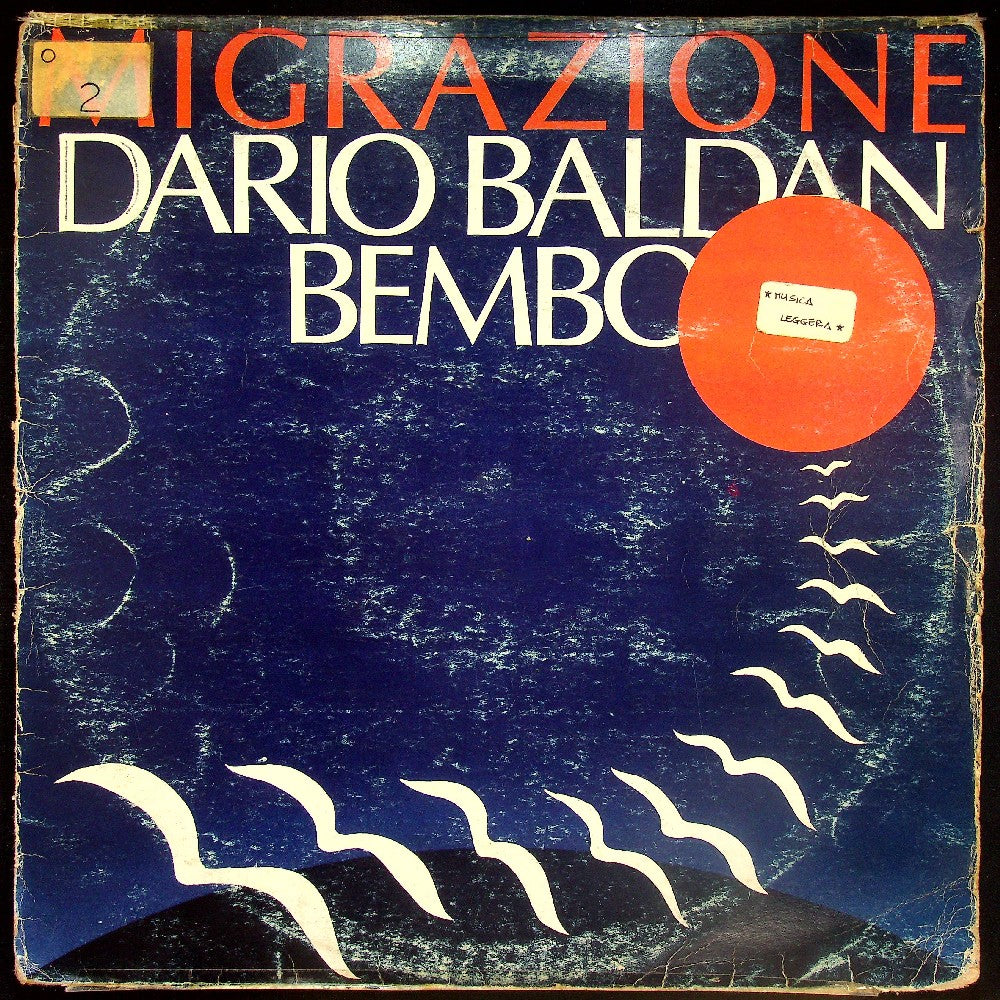 MIGRAZIONE
2
DARIO BALDAN
BEMBO
★ MUSICA
LEGGERA ★